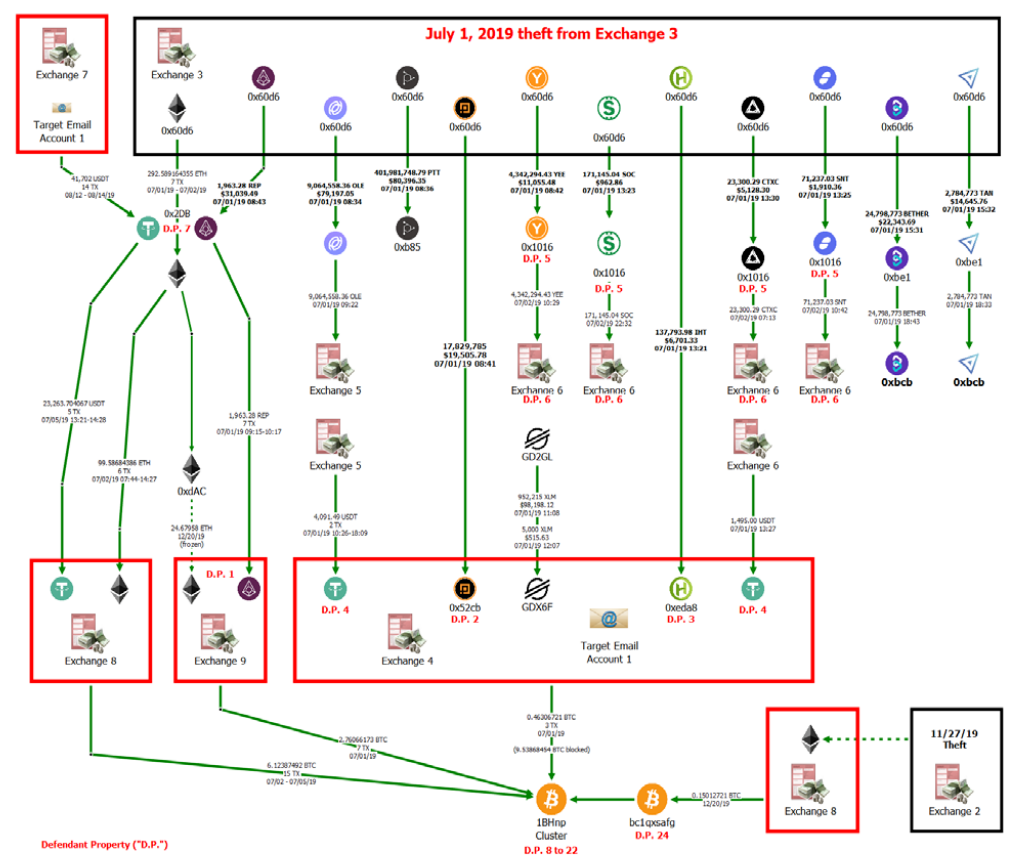 July 1, 2019 theft from Exchange 3
Exchange 7
Target Email
Account 1
Exchange 3
0x60d6
0x60d6
0x60d6
0x60d6
0x60d6
0x60d6
0x60d6
0x60d6
0x60d6
0x60d6
0x60d6
0x60d6
41,702 USDT
14 TX
08/12 - 08/14/19
292.589164355 ETH
7 TX
07/01/19 - 07/02/19
1,963.28 REP
$31,039.49
07/01/19 08:43
9,064,558.36 OLE
$79,197.05
07/01/19 08:34
401,981,748.79 PTT
$80,396.35
07/01/19 08:36
4,342,294.43 YEE
$11,055.48
07/01/19 08:42
171,145.04 SOC
$962.86
07/01/19 13:23
23,300.29 CTXC
$5,128.30
07/01/19 13:30
71,237.03 SNT
$1,910.36
07/01/19 13:25
24,798,773 BETHER
$22,343.69
07/01/19 15:31
2,784,773 TAN
$14,645.76
07/01/19 15:32
0x2DB
D.P. 7
0xb85
0x1016
D.P. 5
0x1016
D.P. 5
0x1016
D.P. 5
0x1016
D.P. 5
0xbe1
0xbe1
9,064,558.36 OLE
07/01/19 09:22
4,342,294.43 YEE
07/02/19 10:29
171,145.04 SOC
07/02/19 22:32
23,300.29 CTXC
07/02/19 07:13
71,237.03 SNT
07/02/19 10:42
24,798,773 BETHER
07/01/19 18:43
2,784,773 TAN
07/01/19 18:33
17,829,785
$19,505.78
07/01/19 08:41
137,793.98 IHT
$6,701.33
07/01/19 13:21
Exchange 5
Exchange 6
D.P. 6
Exchange 6
D.P. 6
Exchange 6
D.P. 6
Exchange 6
D.P. 6
0xbcb
0xbcb
23,263.704067 USDT
5 TX
07/05/19 13:21-14:28
1,963.28 REP
7 TX
07/01/19 09:15-10:17
99.58684386 ETH
6 TX
07/02/19 07:44-14:27
0xdAC
Exchange 5
GD2GL
Exchange 6
24.67958 ETH
12/20/19
(frozen)
4,091.49 USDT
2 TX
07/01/19 10:26-18:09
952,215 XLM
$98,198.12
07/01/19 11:08
5,000 XLM
$515.63
07/01/19 12:07
1,495.00 USDT
07/02/19 13:27
D.P. 1
D.P. 4
0x52cb
D.P. 2
GDX6F
0xeda8
D.P. 3
D.P. 4
Exchange 8
Exchange 9
Exchange 4
Target Email
Account 1
0.46306721 BTC
3 TX
07/01/19
(9.53868454 BTC blocked)
2.76066173 BTC
7 TX
07/01/19
6.12387492 BTC
15 TX
07/02 - 07/05/19
11/27/19
Theft
0.15012721 BTC
12/20/19
Exchange 8
Exchange 2
1BHnp
Cluster
D.P. 8 to 22
bc1qxsafg
D.P. 24
Defendant Property ("D.P.")